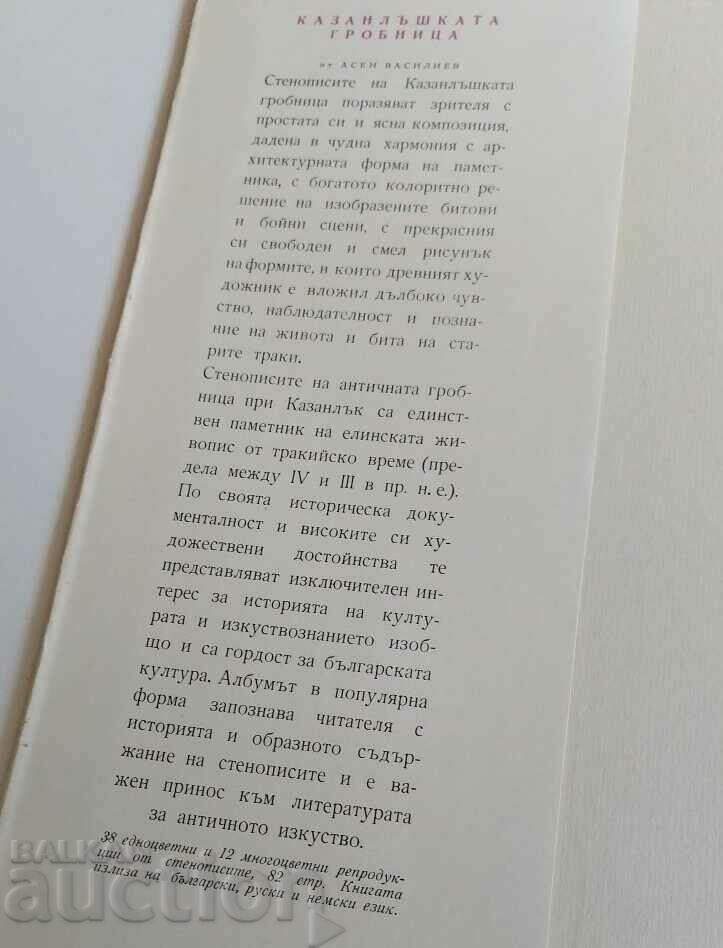 КАЗАНЛЪШКАТА
ГРОБНИЦА
от АСЕН ВАСИЛИЕВ
Стенописите на Казанлъшката
гробница поразяват зрителя с
простата си и ясна композиция,
дадена в чудна хармония с ар-
хитектурната форма на памет-
ника, с богатото колоритно ре-
шение на изобразените битови
и бойни сцени, с прекрасния
си свободен и смел рисунък
на формите, в които древният ху-
дожник е вложил дълбоко чув-
ство, наблюдателност и позна-
ние на живота и бита на ста-
рите траки.
Стенописите на античната гроб-
ница при Казанлък са единст-
вен паметник на елинската жи-
вопис от тракийско време (пре-
дела между IV и III в пр. н. е.).
По своята историческа доку-
менталност и високите си ху-
дожествени достойнства те
представляват изключителен ин-
терес за историята на култу-
рата и изкуствознанието изоб-
що и са гордост за българската
култура. Албумът в популярна
форма запознава читателя с
историята и образното съдър-
жание на стенописите и е ва-
жен принос към литературата
за античното изкуство.
38 едноцветни и 12 многоцветни репродук-
ции от стенописите, 82 стр. Книгата
излиза на български, руски и немски език.
BALKAN
auction